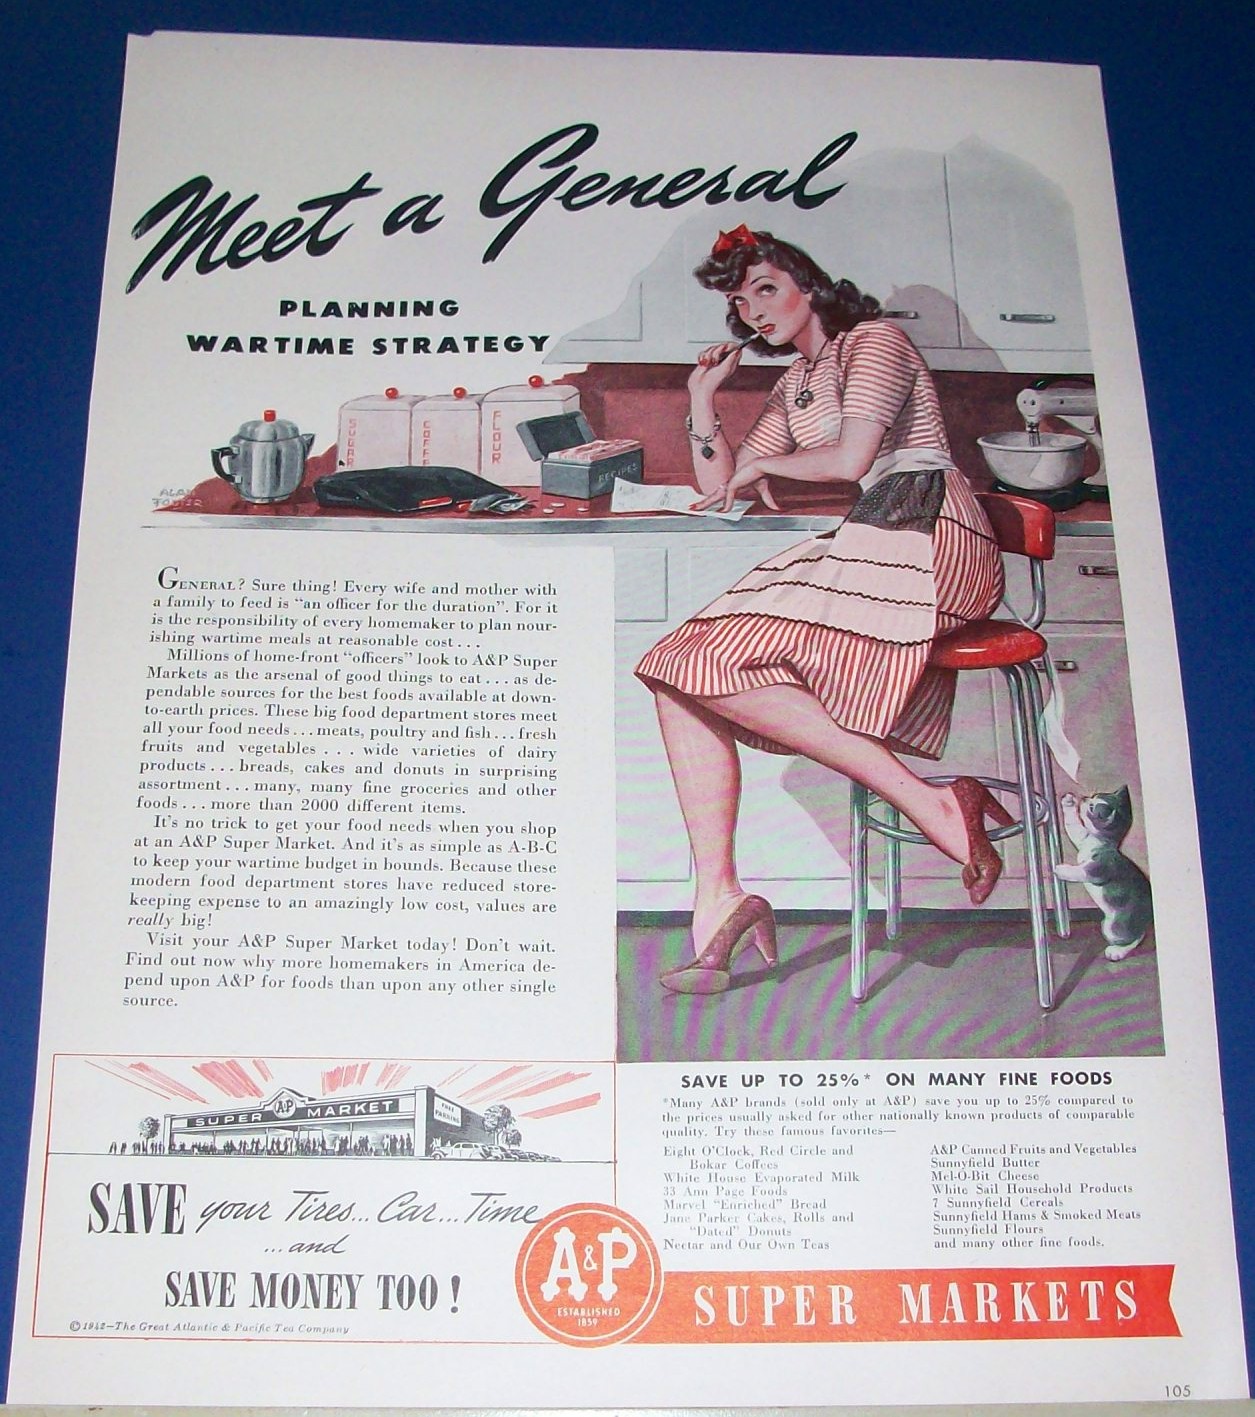 Meet a General
PLANNING
WARTIME STRATEGY
SUGAR
COFFE
FLOUR
RECIPES
ALAN
FOSTER
GENERAL? Sure thing! Every wife and mother with
a family to feed is “an officer for the duration”. For it
is the responsibility of every homemaker to plan nour-
ishing wartime meals at reasonable cost...
Millions of home-front “officers” look to A&P Super
Markets as the arsenal of good things to eat...as de-
pendable sources for the best foods available at down-
to-earth prices. These big food department stores meet
all your food needs...meats, poultry and fish...fresh
fruits and vegetables ... wide varieties of dairy
products...breads, cakes and donuts in surprising
assortment...many, many fine groceries and other
foods...more than 2000 different items.
It's no trick to get your food needs when you shop
at an A&P Super Market. And it's as simple as A-B-C
to keep your wartime budget in bounds. Because these
modern food department stores have reduced store-
keeping expense to an amazingly low cost, values are
really big!
Visit your A&P Super Market today! Don't wait.
Find out now why more homemakers in America de-
pend upon A&P for foods than upon any other single
source.
SUPER A&P MARKET
FREE
PARKING
SAVE your Tires...Car...Time
...and
SAVE MONEY TOO!
©1942—The Great Atlantic & Pacific Tea Company
SAVE UP TO 25%* ON MANY FINE FOODS
*Many A&P brands (sold only at A&P) save you up to 25% compared to
the prices usually asked for other nationally known products of comparable
quality. Try these famous favorites—
Eight O'Clock, Red Circle and
Bokar Coffees
White House Evaporated Milk
33 Ann Page Foods
Marvel “Enriched” Bread
Jane Parker Cakes, Rolls and
“Dated” Donuts
Nectar and Our Own Teas
A&P Canned Fruits and Vegetables
Sunnyfield Butter
Mel-O-Bit Cheese
White Sail Household Products
7 Sunnyfield Cereals
Sunnyfield Hams & Smoked Meats
Sunnyfield Flours
and many other fine foods.
A&P
ESTABLISHED
1859
SUPER MARKETS
105